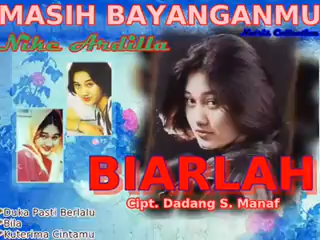 MASIH BAYANGANMU
Nike Ardilla
BIARLAH
Cipt. Dadang S. Manaf
*Duka Pasti Berlalu
*Bila
*Kuterima Cintamu